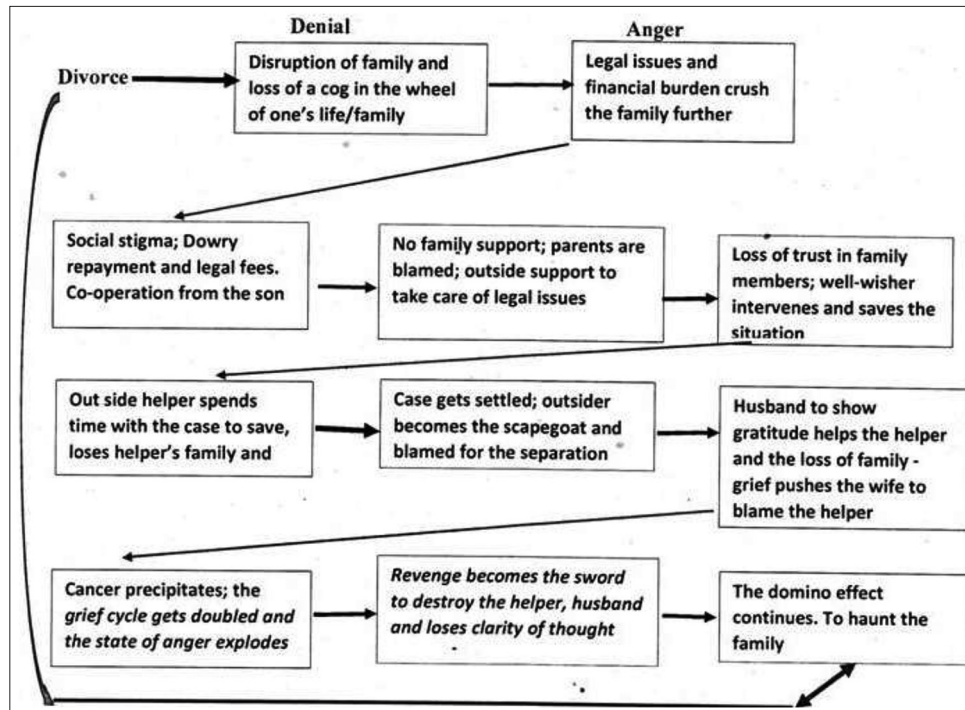 Denial
Anger
Divorce
Disruption of family and
loss of a cog in the wheel
of one's life/family
Legal issues and
financial burden crush
the family further
Social stigma; Dowry
repayment and legal fees.
Co-operation from the son
No family support; parents are
blamed; outside support to
take care of legal issues
Loss of trust in family
members; well-wisher
intervenes and saves the
situation
Out side helper spends
time with the case to save,
loses helper's family and
Case gets settled; outsider
becomes the scapegoat and
blamed for the separation
Husband to show
gratitude helps the helper
and the loss of family -
grief pushes the wife to
blame the helper
Cancer precipitates; the
grief cycle gets doubled and
the state of anger explodes
Revenge becomes the sword
to destroy the helper, husband
and loses clarity of thought
The domino effect
continues. To haunt the
family